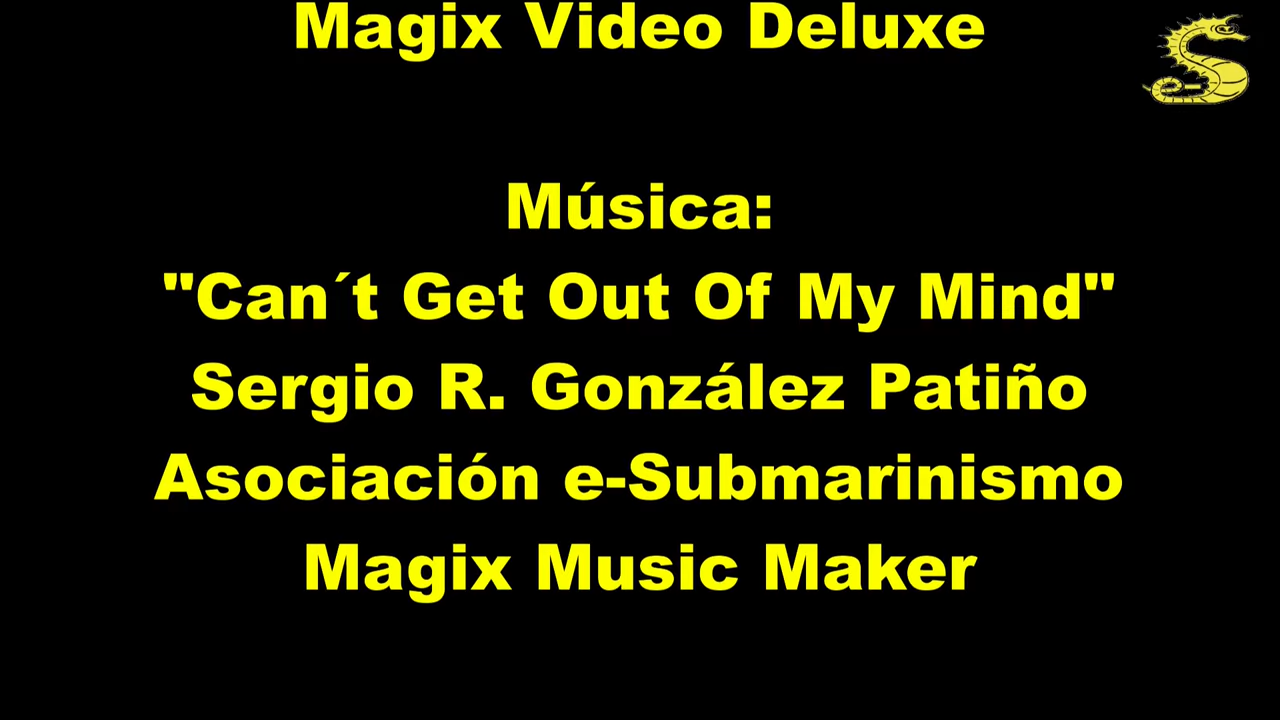 Magix Video Deluxe
Música:
"Can´t Get Out Of My Mind"
Sergio R. González Patiño
Asociación e-Submarinismo
Magix Music Maker